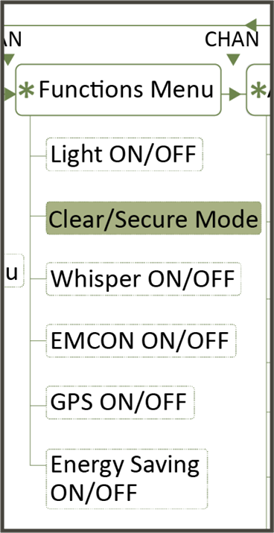 AN
CHAN
* Functions Menu
*
Light ON/OFF
Clear/Secure Mode
Whisper ON/OFF
u
EMCON ON/OFF
GPS ON/OFF
Energy Saving
ON/OFF